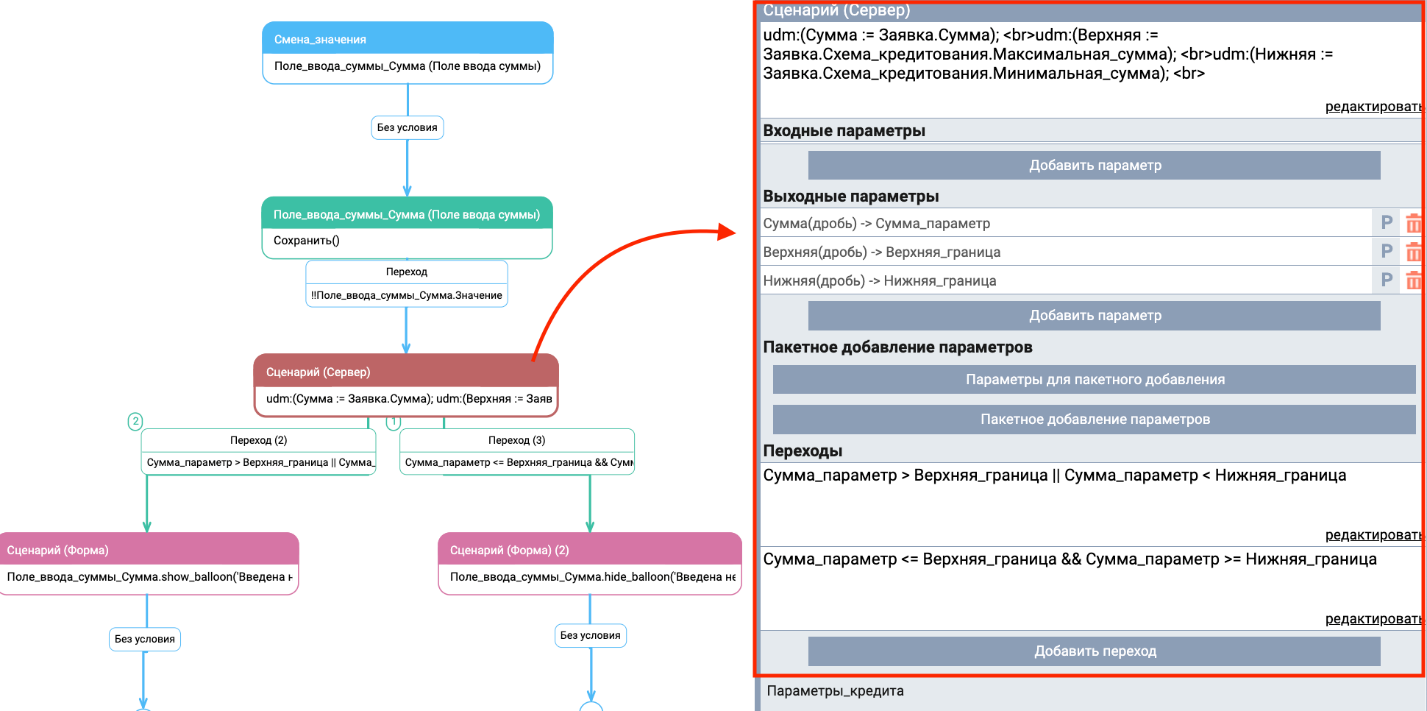 Смена_значения
Поле_ввода_суммы_Сумма (Поле ввода суммы)
Без условия
Поле_ввода_суммы_Сумма (Поле ввода суммы)
Сохранить()
Переход
!!Поле_ввода_суммы_Сумма.Значение
Сценарий (Сервер)
udm:(Сумма := Заявка.Сумма); udm:(Верхняя := Заяв
2
Переход (2)
Сумма_параметр > Верхняя_граница || Сумма_
1
Переход (3)
Сумма_параметр <= Верхняя_граница && Сумм
Сценарий (Форма)
Поле_ввода_суммы_Сумма.show_balloon('Введена н
Без условия
Сценарий (Форма) (2)
Поле_ввода_суммы_Сумма.hide_balloon('Введена не
Без условия
Сценарий (Сервер)
udm:(Сумма := Заявка.Сумма); <br>udm:(Верхняя :=
Заявка.Схема_кредитования.Максимальная_сумма); <br>udm:(Нижняя :=
Заявка.Схема_кредитования.Минимальная_сумма); <br>
редактировать
Входные параметры
Добавить параметр
Выходные параметры
Сумма(дробь) -> Сумма_параметр
P
Верхняя(дробь) -> Верхняя_граница
P
Нижняя(дробь) -> Нижняя_граница
P
Добавить параметр
Пакетное добавление параметров
Параметры для пакетного добавления
Пакетное добавление параметров
Переходы
Сумма_параметр > Верхняя_граница || Сумма_параметр < Нижняя_граница
редактировать
Сумма_параметр <= Верхняя_граница && Сумма_параметр >= Нижняя_граница
редактировать
Добавить переход
Параметры_кредита